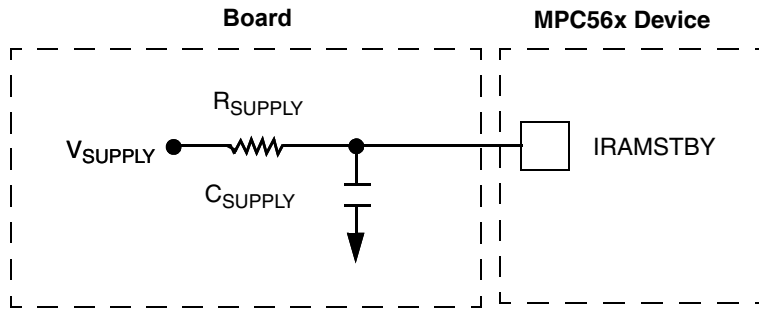 Board
MPC56x Device
RSUPPLY
VSUPPLY
IRAMSTBY
CSUPPLY